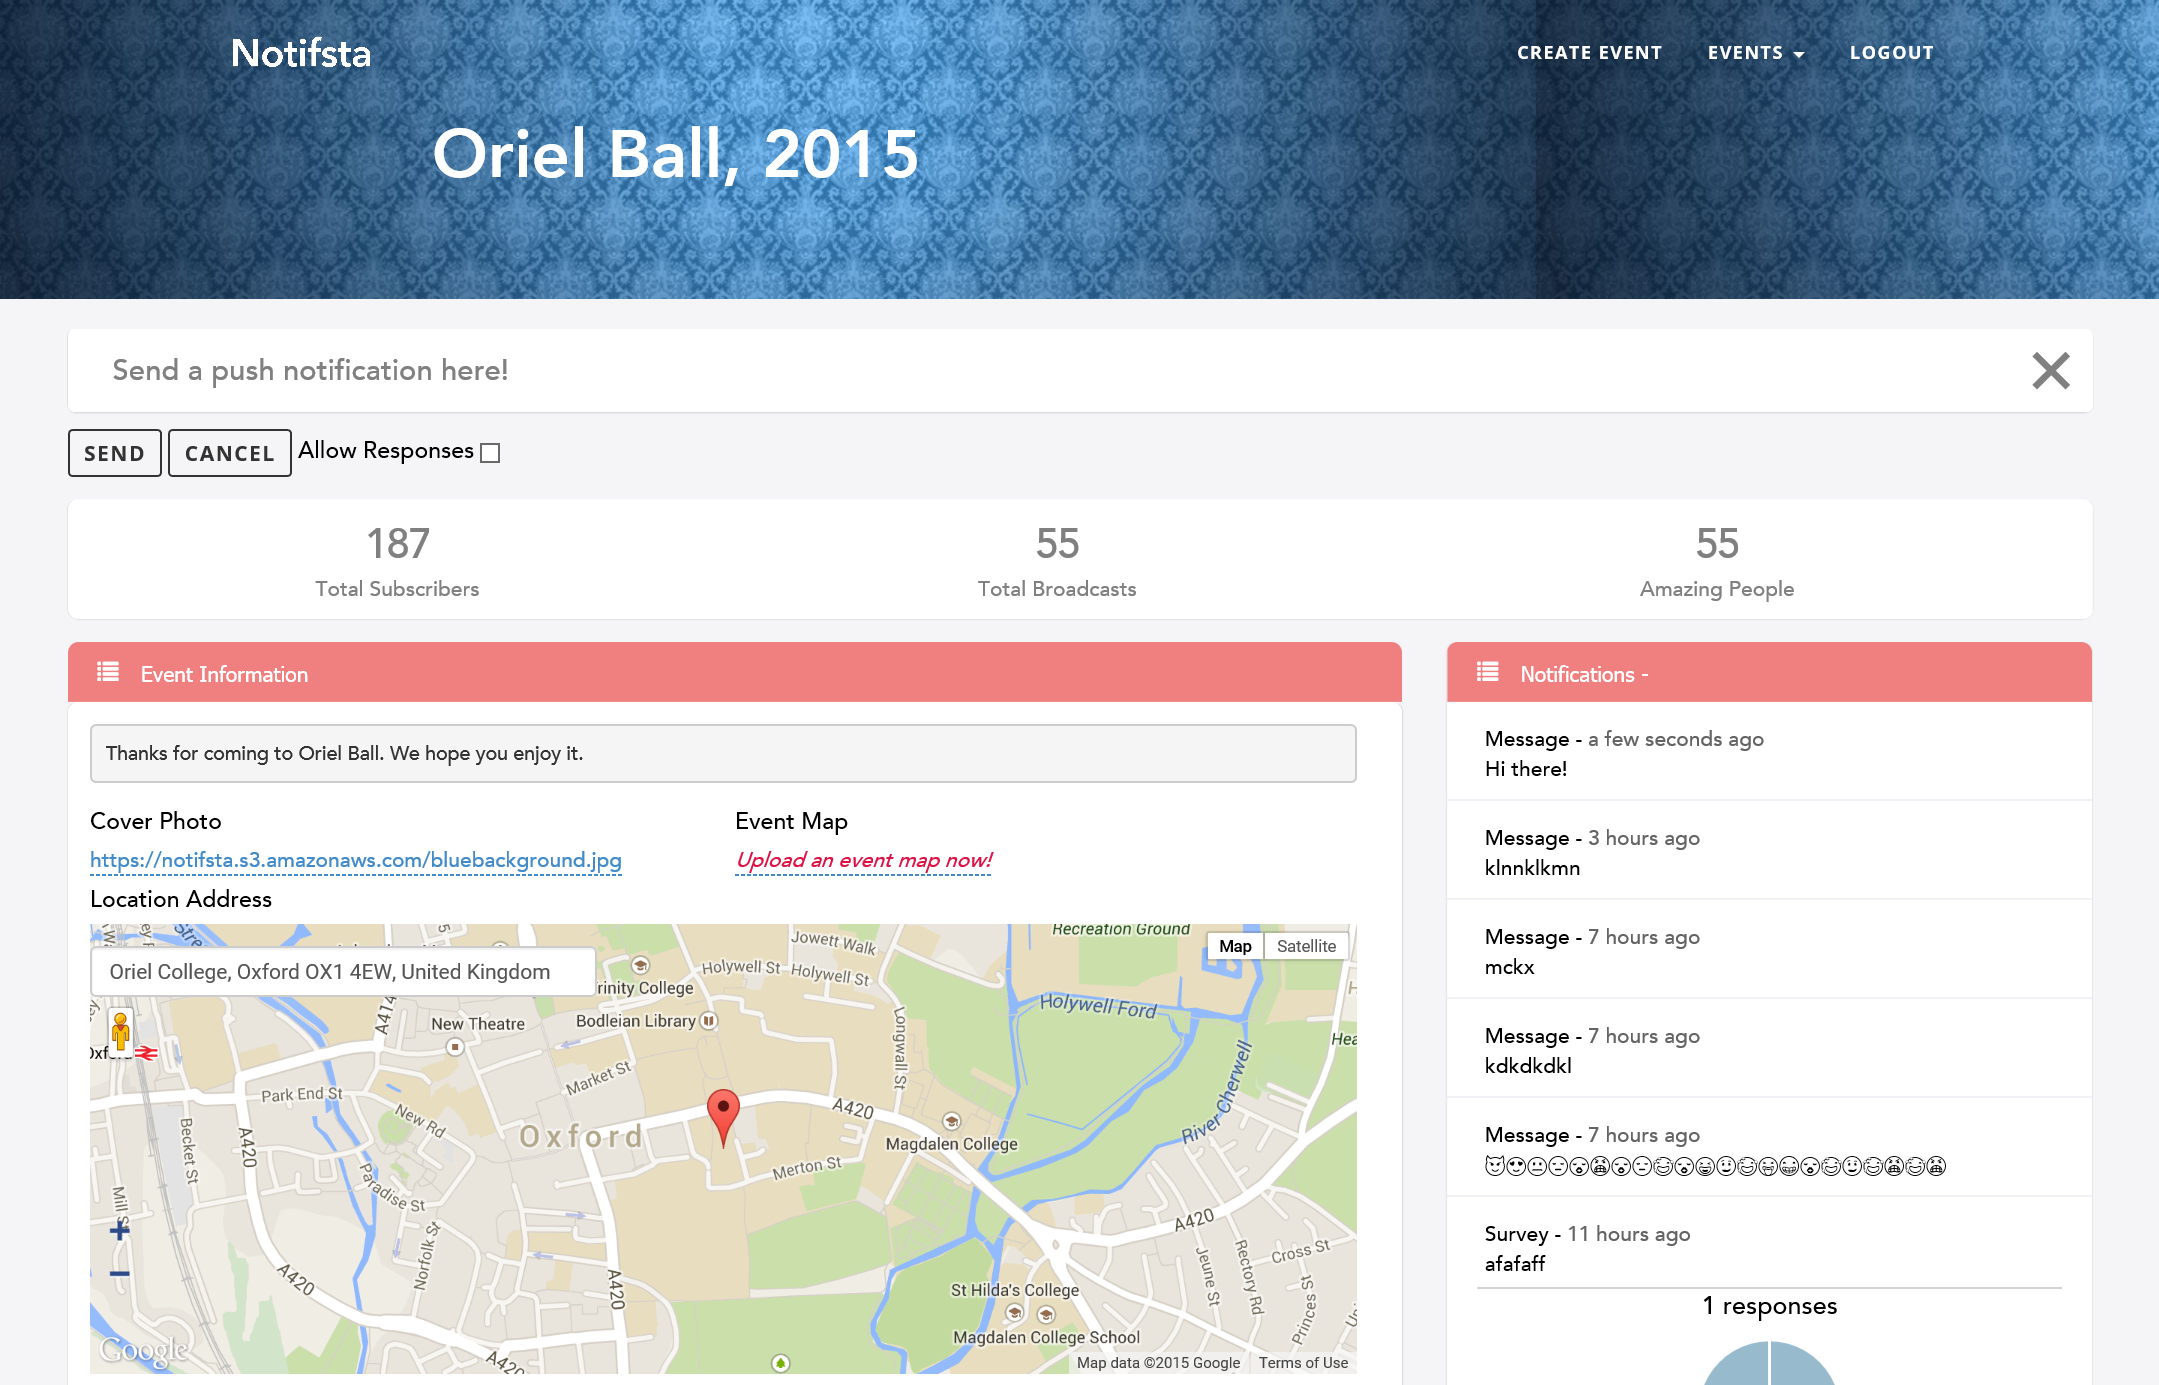 Notifsta
CREATE EVENT
EVENTS
LOGOUT
Oriel Ball, 2015
Send a push notification here!
SEND
CANCEL
Allow Responses
187
Total Subscribers
55
Total Broadcasts
55
Amazing People
Event Information
Thanks for coming to Oriel Ball. We hope you enjoy it.
Cover Photo
https://notifsta.s3.amazonaws.com/bluebackground.jpg
Event Map
Upload an event map now!
Location Address
Oriel College, Oxford OX1 4EW, United Kingdom
Map
Satellite
Recreation Ground
Jowett Walk
Holywell St
Holywell St
Trinity College
Bodleian Library
New Theatre
A414
Longwall St
Holywell Ford
River Cherwell
Market St
Park End St
New Rd
Becket St
A420
Oxford
A420
Magdalen College
Merton St
Paradise St
Mill St
Norfolk St
A420
A420
A420
A420
Jeune St
Rectory Rd
Cross St
Princes St
St Hilda's College
Magdalen College School
Google
Map data ©2015 Google
Terms of Use
Notifications -
Message - a few seconds ago
Hi there!
Message - 3 hours ago
klnnklkmn
Message - 7 hours ago
mckx
Message - 7 hours ago
kdkdkdkl
Message - 7 hours ago
Survey - 11 hours ago
afafaff
1 responses